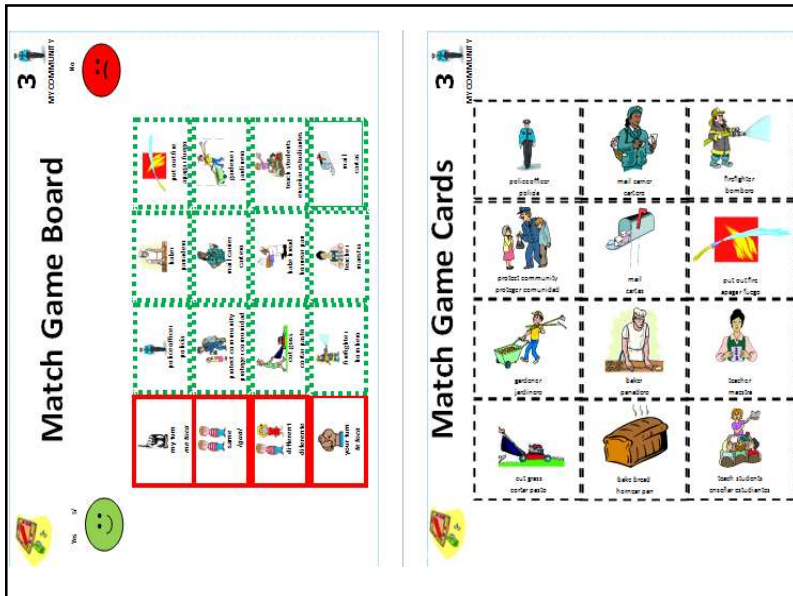 Match Game Board
3
MY COMMUNITY
Yes
sí
No
my turn
me toca
police officer
policía
baker
panadero
put out fire
apagar fuego
same
igual
protect community
proteger comunidad
mail carrier
cartero
gardener
jardinero
different
diferente
cut grass
cortar pasto
bake bread
hornear pan
teach students
enseñar estudiantes
your turn
te toca
firefighter
bombero
teacher
maestra
mail
cartas
Match Game Cards
3
MY COMMUNITY
police officer
policía
mail carrier
cartero
firefighter
bombero
protect community
proteger comunidad
mail
cartas
put out fire
apagar fuego
gardener
jardinero
baker
panadero
teacher
maestra
cut grass
cortar pasto
bake bread
hornear pan
teach students
enseñar estudiantes